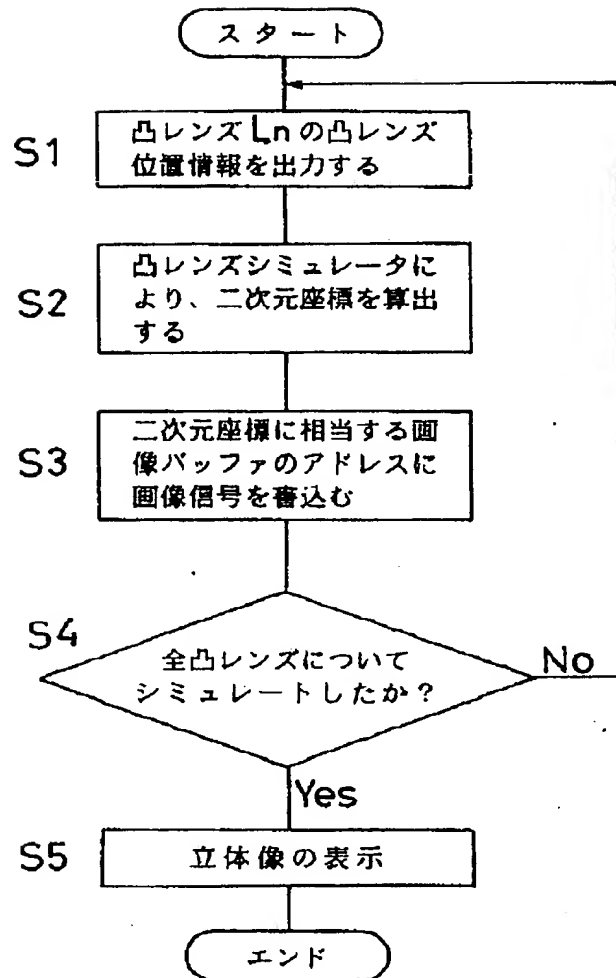 スタート
S1
凸レンズLnの凸レンズ
位置情報を出力する
S2
凸レンズシミュレータに
より、二次元座標を算出
する
S3
二次元座標に相当する画
像バッファのアドレスに
画像信号を書込む
S4
全凸レンズについて
シミュレートしたか?
No
Yes
S5
立体像の表示
エンド